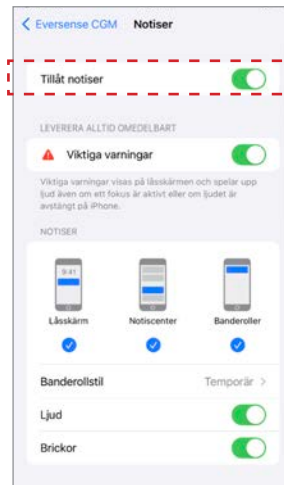 Eversense CGM Notiser
Tillåt notiser
LEVERERA ALLTID OMEDELBART
Viktiga varningar
Viktiga varningar visas på låsskärmen och spelar upp
ljud även om ett fokus är aktivt eller om ljudet är
avstängt på iPhone.
NOTISER
9:41
Låsskärm Notiscenter Banderoller
Banderollstil Temporär
Ljud
Brickor